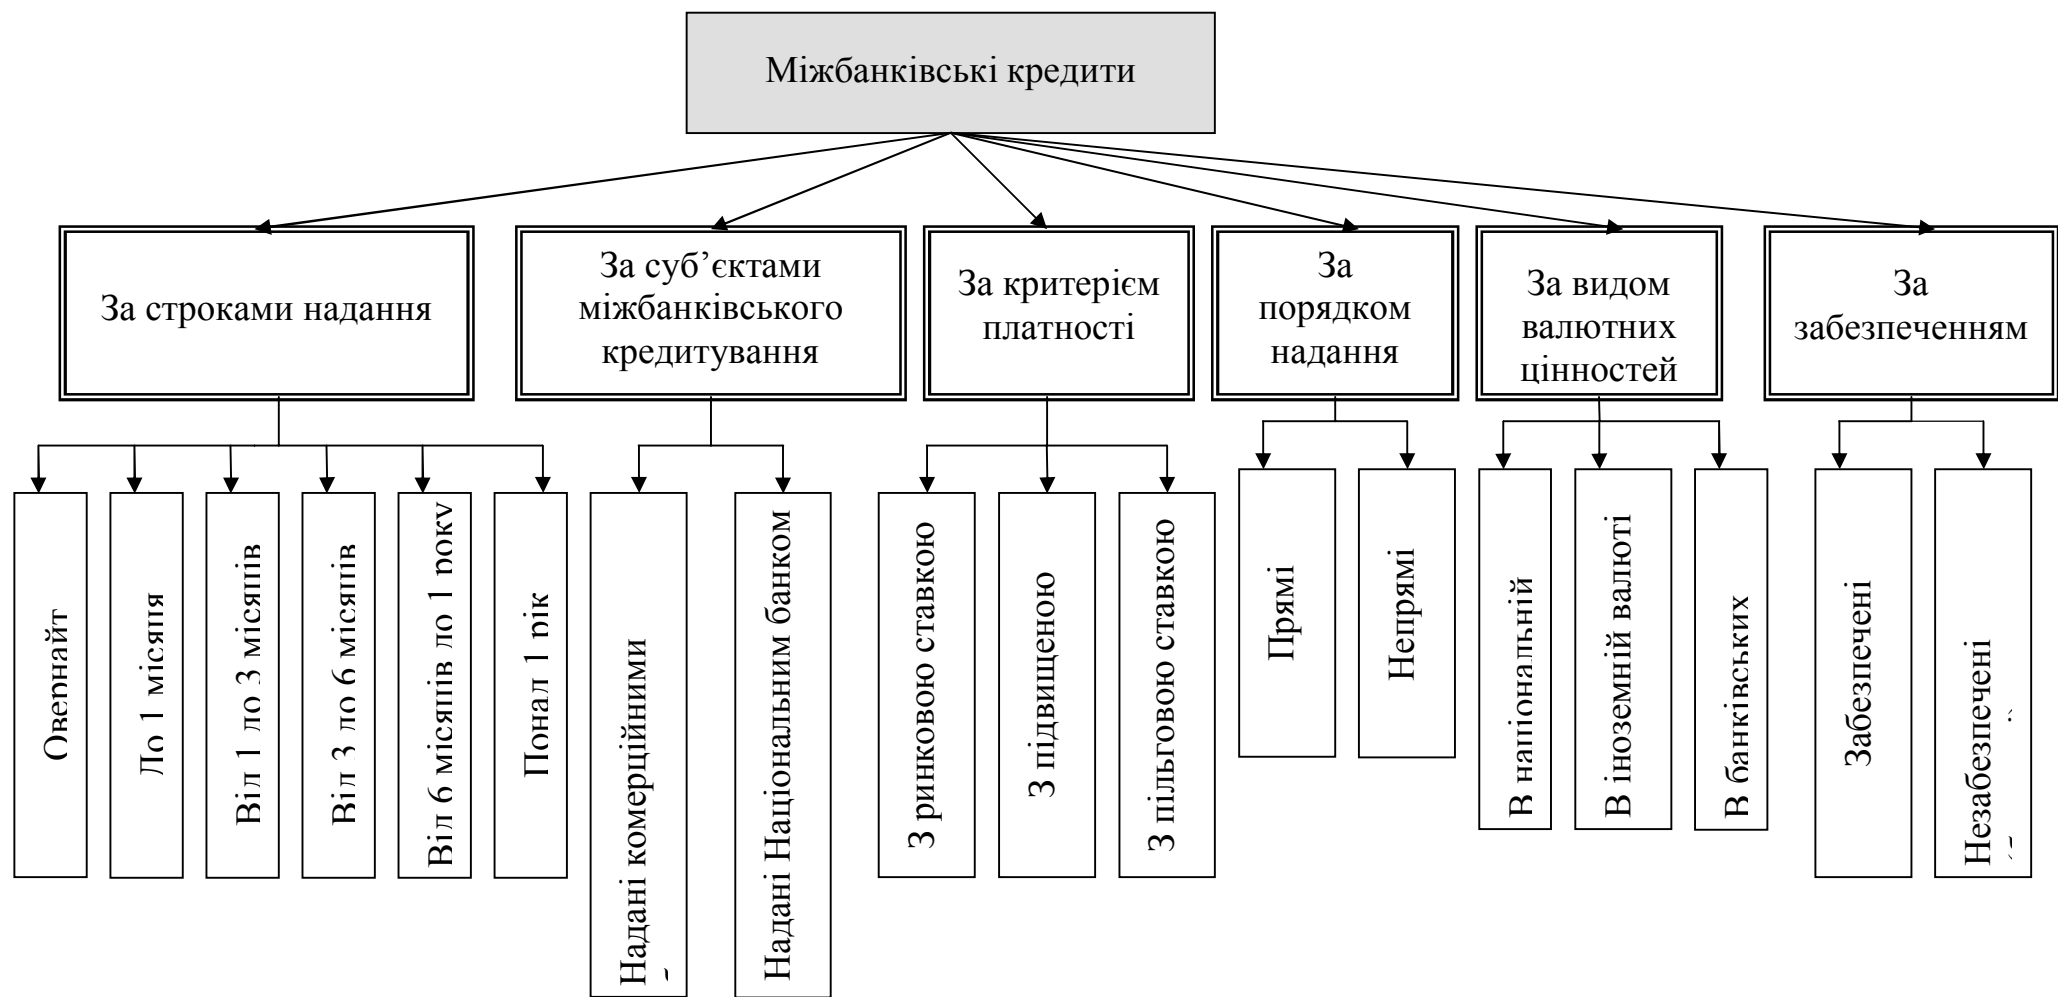 Міжбанківські кредити
За строками надання
За суб’єктами
міжбанківського
кредитування
За критерієм
платності
За
порядком
надання
За видом
валютних
цінностей
За
забезпеченням
Овернайт
До 1 місяця
Від 1 до 3 місяців
Від 3 до 6 місяців
Від 6 місяців до 1 року
Понад 1 рік
Надані комерційними
Надані Національним банком
З ринковою ставкою
З підвищеною
З пільговою ставкою
Прямі
Непрямі
В національній
В іноземній валюті
В банківських
Забезпечені
Незабезпечені